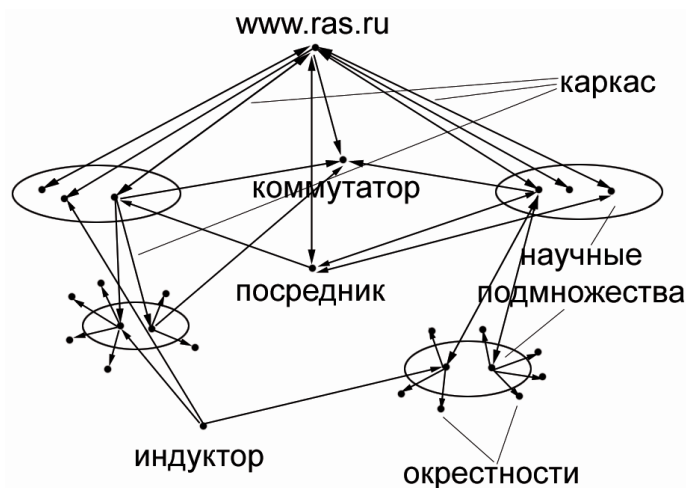 www.ras.ru
каркас
коммутатор
научные
подмножества
посредник
индуктор
окрестности